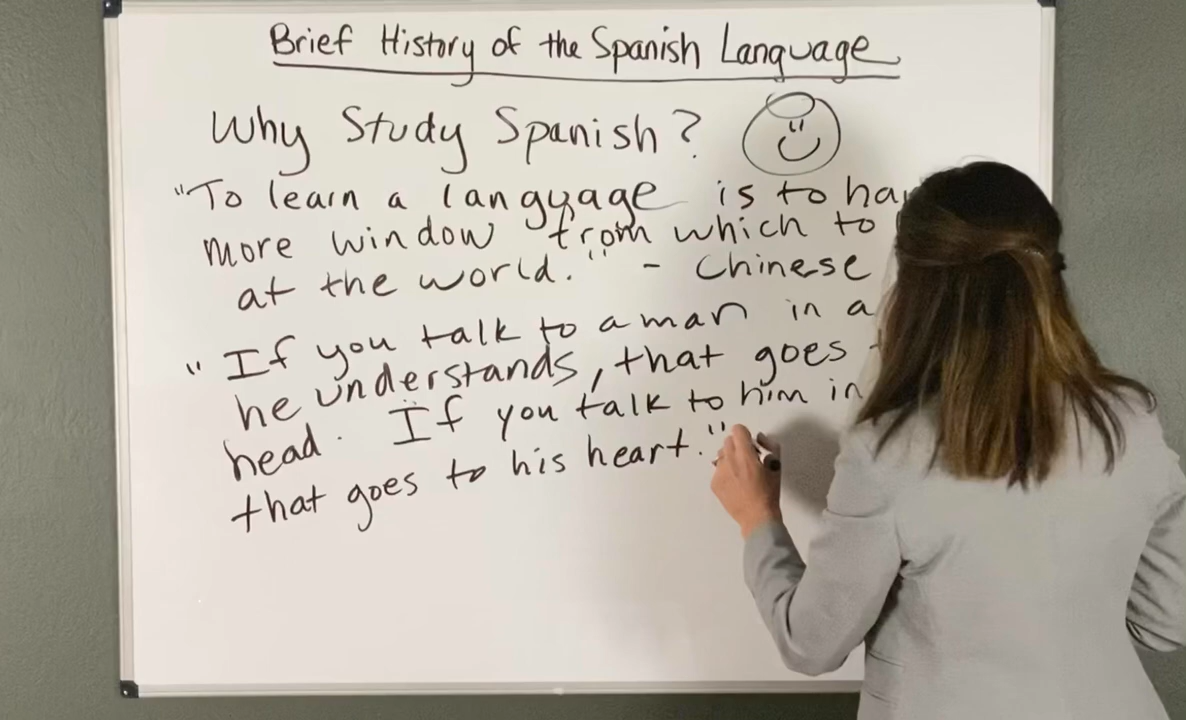 Brief History of the Spanish Language
Why Study Spanish?
"To learn a language is to
more window from which to
at the world." - Chinese
"If you talk to a man in a
he understands, that goes
head. If you talk to him in
that goes to his heart."